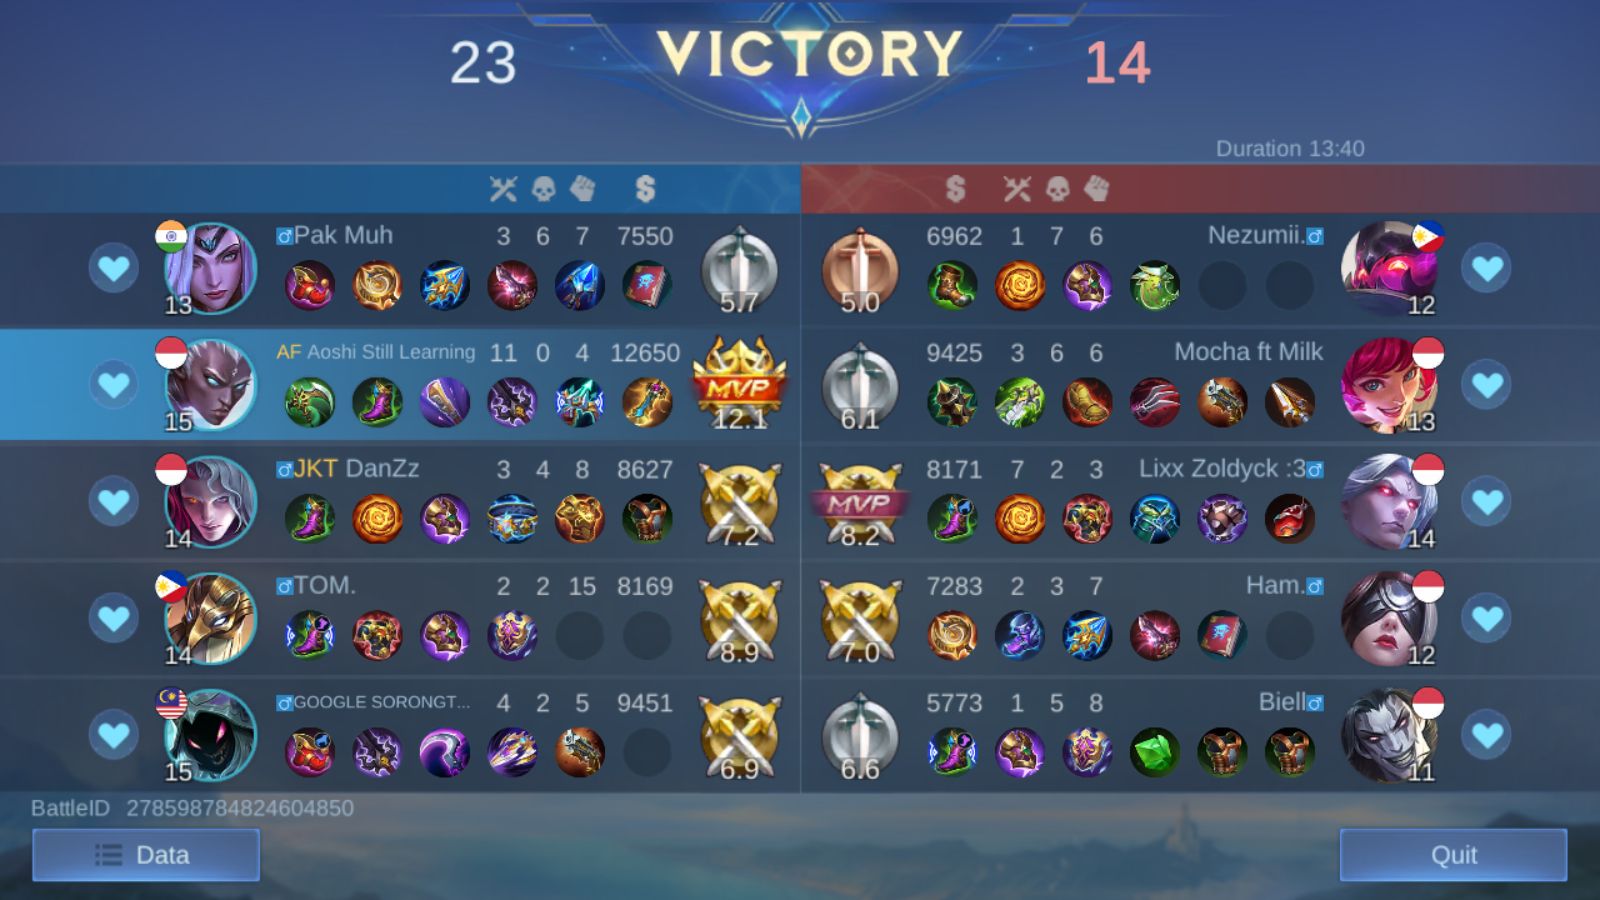 VICTORY
23
14
Duration 13:40
Pak Muh 3 6 7 7550
13 5.7
5.0 6962 1 7 6 Nezumii.
12
AF Aoshi Still Learning 11 0 4 12650 MVP
15 12.1
6.1 9425 3 6 6 Mocha ft Milk
13
JKT DanZz 3 4 8 8627
14 7.2
MVP 8171 7 2 3 Lixx Zoldyck :3
8.2 14
TOM. 2 2 15 8169
14 8.9
7.0 7283 2 3 7 Ham.
12
GOOGLE SORONGT... 4 2 5 9451
15 6.9
6.6 5773 1 5 8 Biell
11
BattleID 278598784824604850
Data
Quit